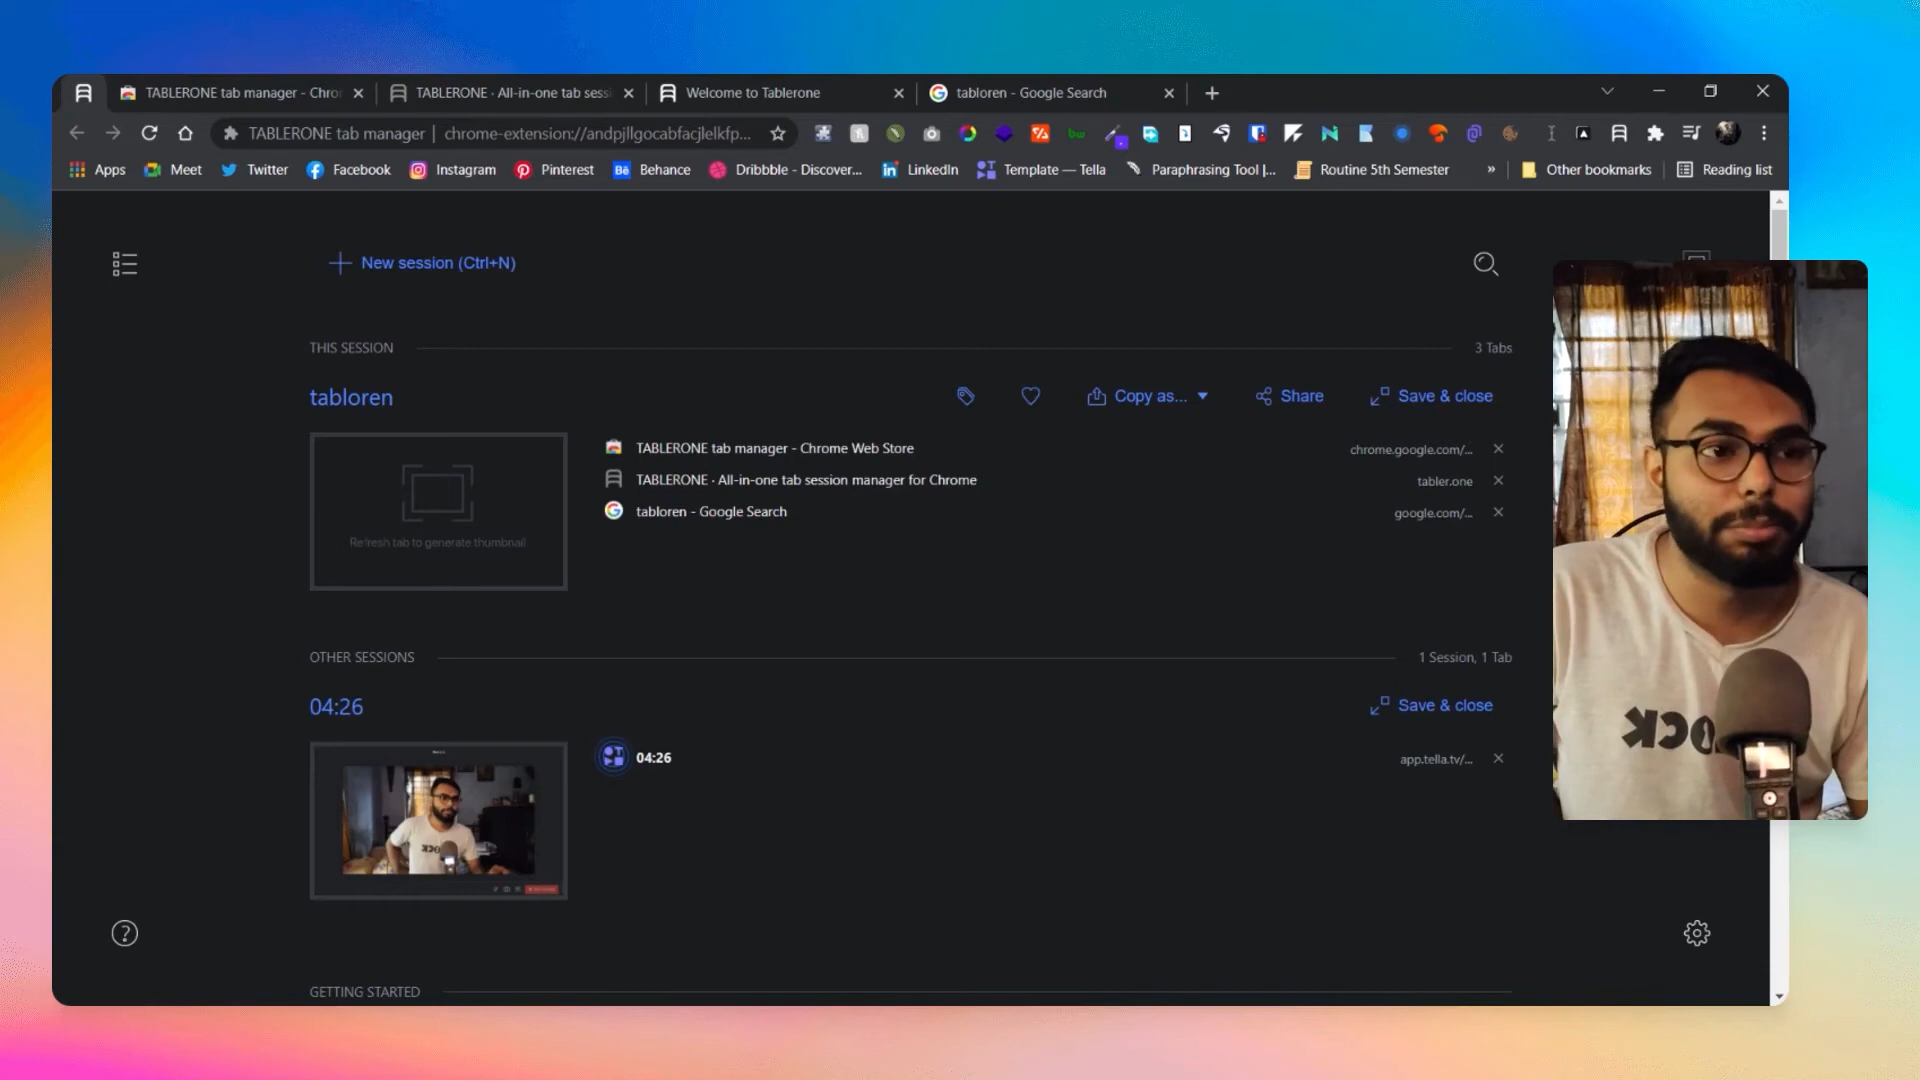 TABLERONE tab manager - Chro
TABLERONE · All-in-one tab sessi
Welcome to Tablerone
tabloren - Google Search
TABLERONE tab manager | chrome-extension://andpjllgocabfacjlelkfp...
Apps
Meet
Twitter
Facebook
Instagram
Pinterest
Bē Behance
Dribbble - Discover...
in LinkedIn
Template — Tella
Paraphrasing Tool |...
Routine 5th Semester
»
Other bookmarks
Reading list
New session (Ctrl+N)
THIS SESSION
3 Tabs
tabloren
Copy as...
Share
Save & close
Refresh tab to generate thumbnail
TABLERONE tab manager - Chrome Web Store
chrome.google.com/...
TABLERONE · All-in-one tab session manager for Chrome
tabler.one
tabloren - Google Search
google.com/...
OTHER SESSIONS
1 Session, 1 Tab
04:26
Save & close
04:26
app.tella.tv/...
GETTING STARTED